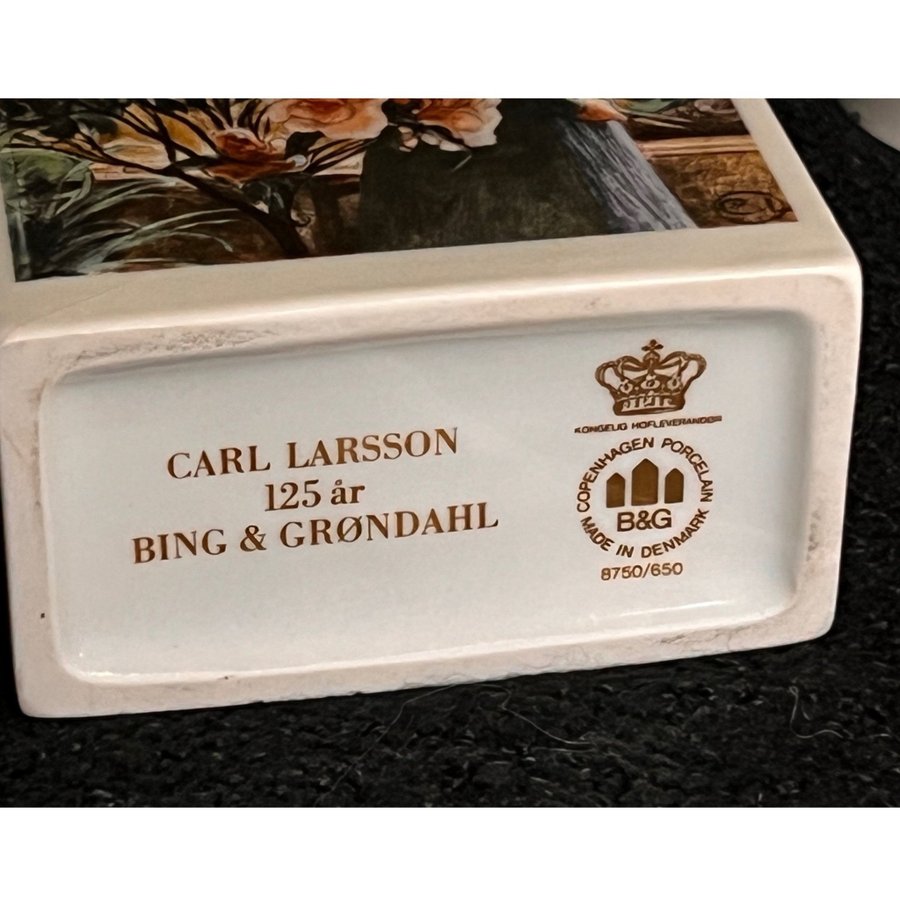 CARL LARSSON
125 år
BING & GRØNDAHL
KONGELIG HOFLEVERANDØR
COPENHAGEN PORCELAIN
B&G
MADE IN DENMARK
8750/650